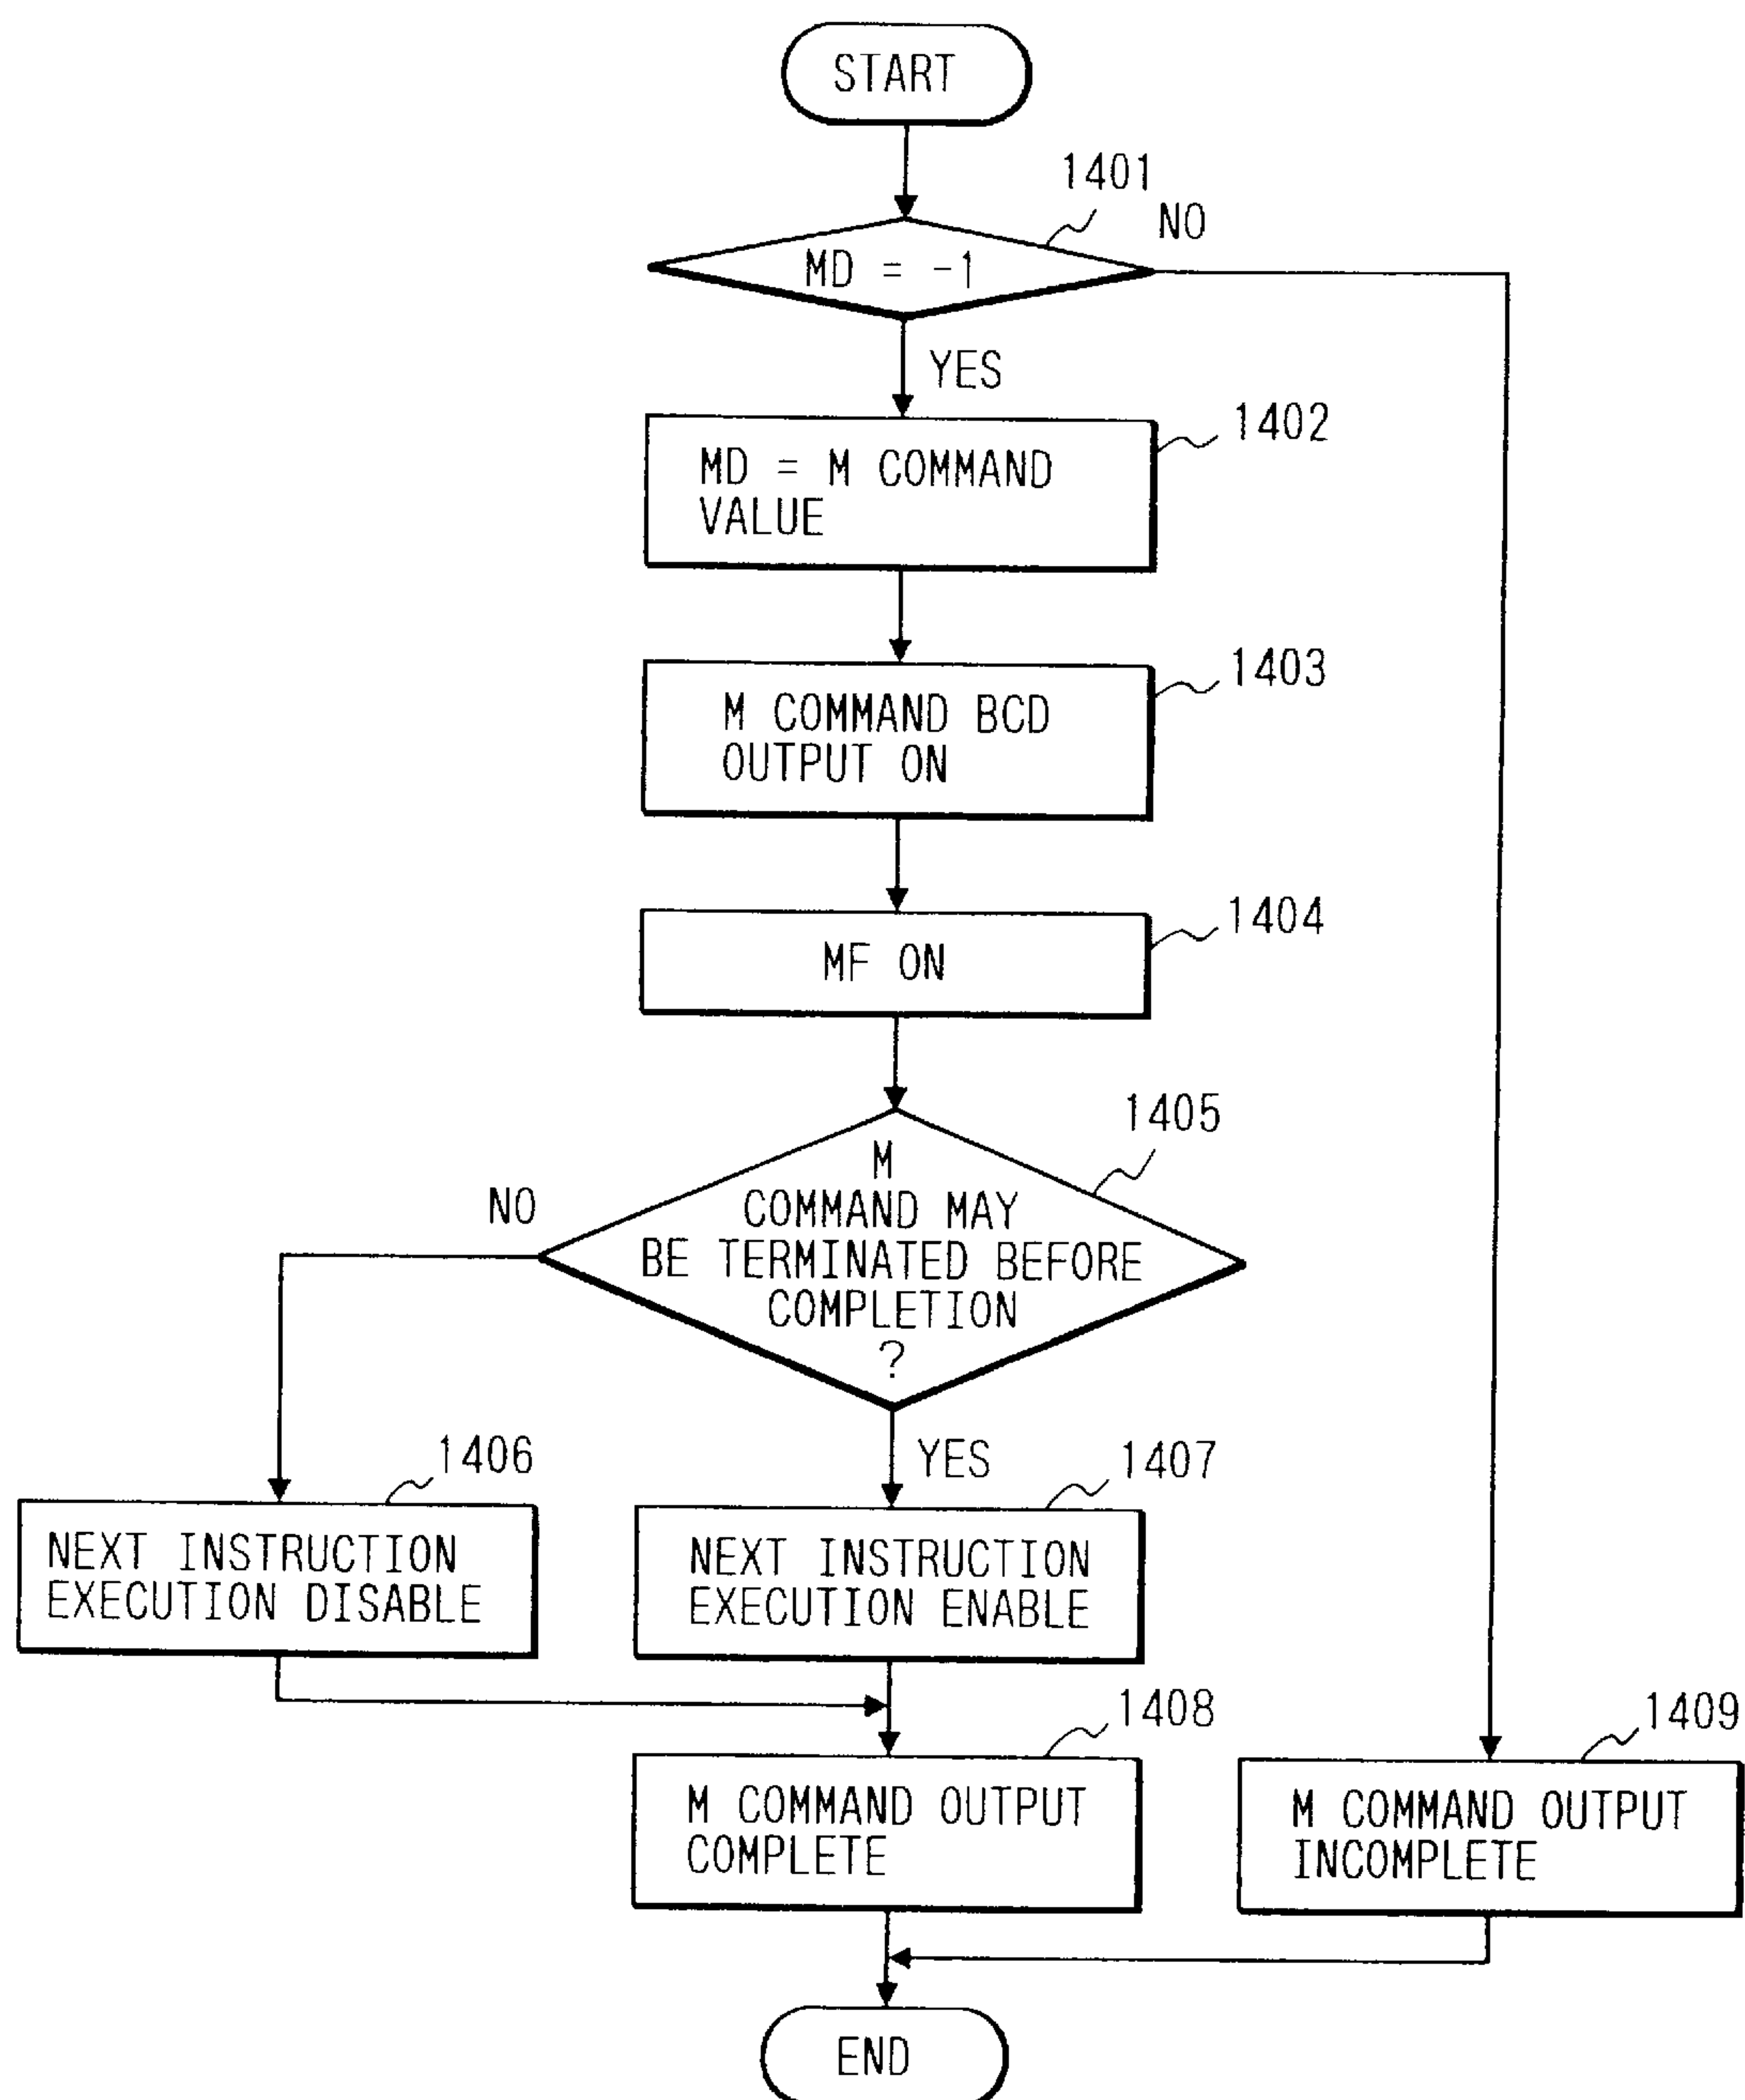 START
1401
NO
MD = -1
YES
1402
MD = M COMMAND
VALUE
1403
M COMMAND BCD
OUTPUT ON
1404
MF ON
1405
NO
M
COMMAND MAY
BE TERMINATED BEFORE
COMPLETION
?
YES
1406
1407
NEXT INSTRUCTION
EXECUTION DISABLE
NEXT INSTRUCTION
EXECUTION ENABLE
1408
1409
M COMMAND OUTPUT
COMPLETE
M COMMAND OUTPUT
INCOMPLETE
END